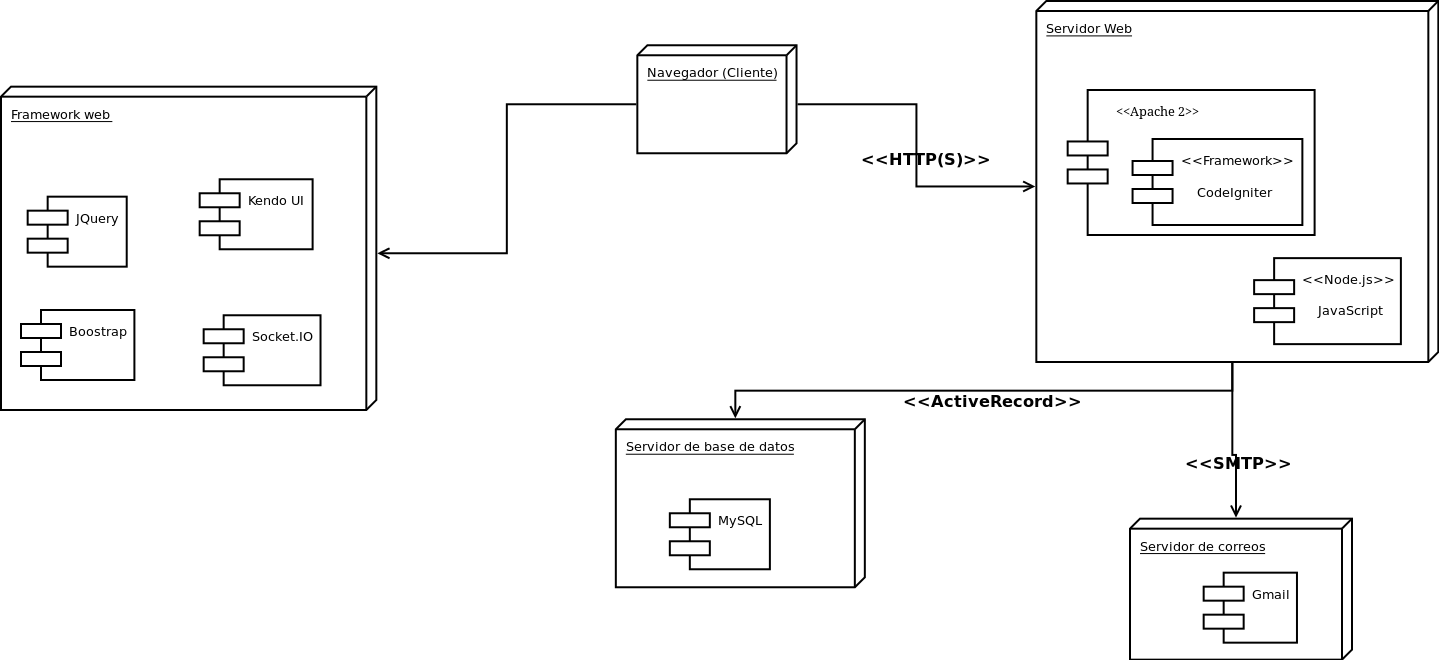 Servidor Web
Navegador (Cliente)
Framework web
<<Apache 2>>
<<HTTP(S)>>
<<Framework>>
CodeIgniter
JQuery
Kendo UI
<<Node.js>>
JavaScript
Boostrap
Socket.IO
<<ActiveRecord>>
Servidor de base de datos
<<SMTP>>
MySQL
Servidor de correos
Gmail